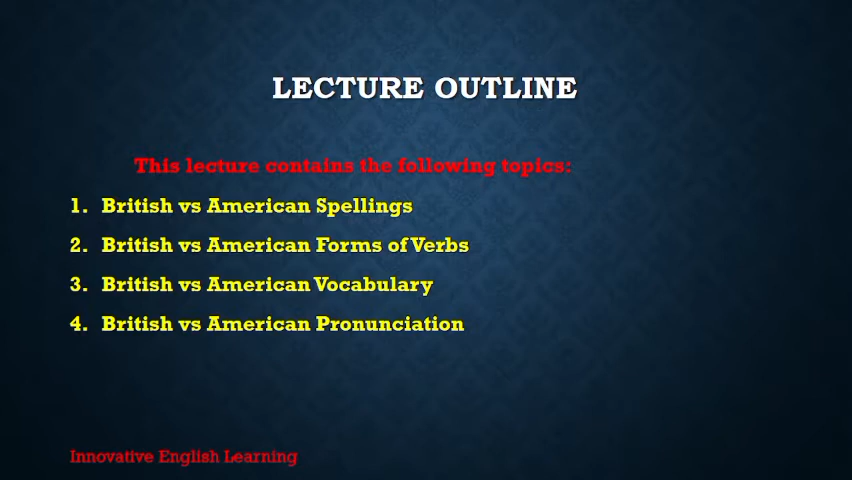 LECTURE OUTLINE
This lecture contains the following topics:
1. British vs American Spellings
2. British vs American Forms of Verbs
3. British vs American Vocabulary
4. British vs American Pronunciation
Innovative English Learning